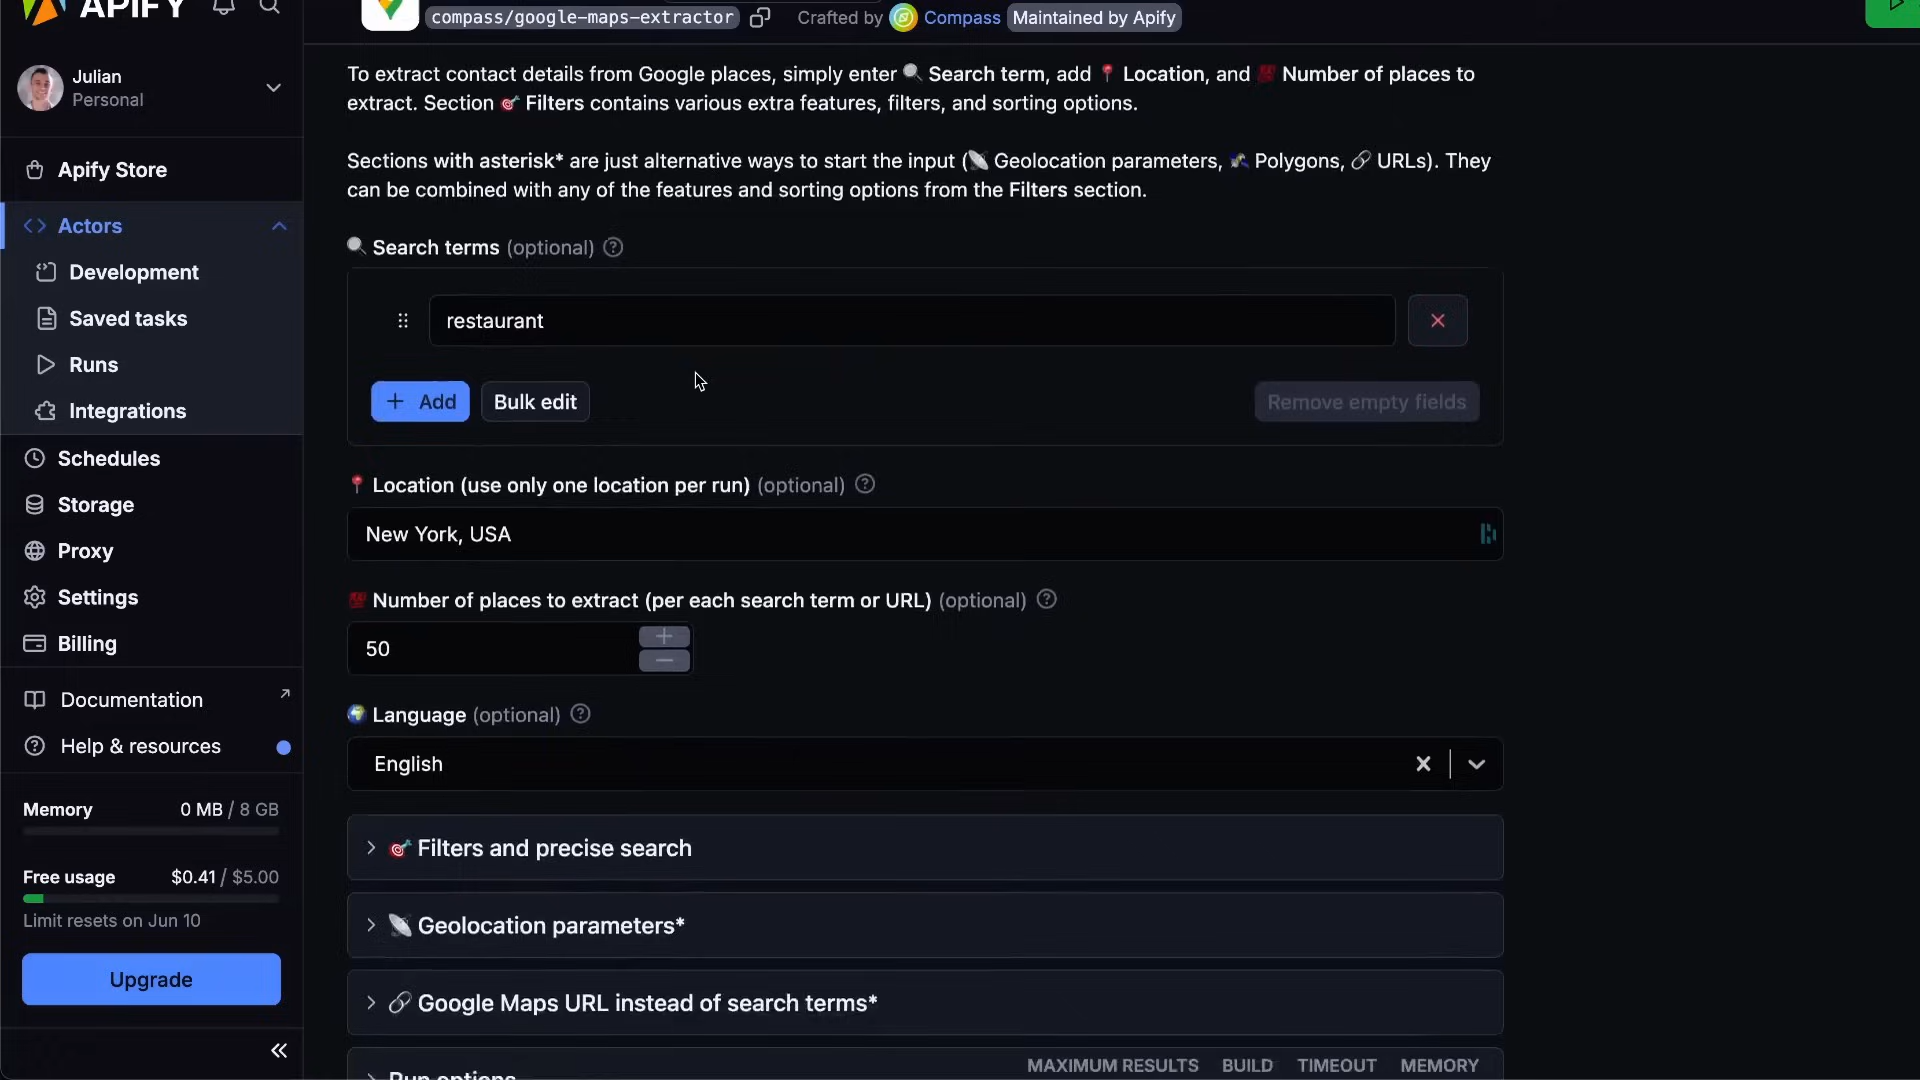 APIFY
compass/google-maps-extractor Crafted by Compass Maintained by Apify
Julian
Personal
Apify Store
Actors
Development
Saved tasks
Runs
Integrations
Schedules
Storage
Proxy
Settings
Billing
Documentation
Help & resources
Memory 0 MB / 8 GB
Free usage $0.41 / $5.00
Limit resets on Jun 10
Upgrade
To extract contact details from Google places, simply enter 🔍 Search term, add 📍 Location, and 💯 Number of places to
extract. Section 🎯 Filters contains various extra features, filters, and sorting options.
Sections with asterisk* are just alternative ways to start the input (📡 Geolocation parameters, 🛰 Polygons, 🔗 URLs). They
can be combined with any of the features and sorting options from the Filters section.
🔍 Search terms (optional)
restaurant
+ Add Bulk edit Remove empty fields
📍 Location (use only one location per run) (optional)
New York, USA
💯 Number of places to extract (per each search term or URL) (optional)
50
🌍 Language (optional)
English
🎯 Filters and precise search
📡 Geolocation parameters*
🔗 Google Maps URL instead of search terms*
Run options MAXIMUM RESULTS BUILD TIMEOUT MEMORY